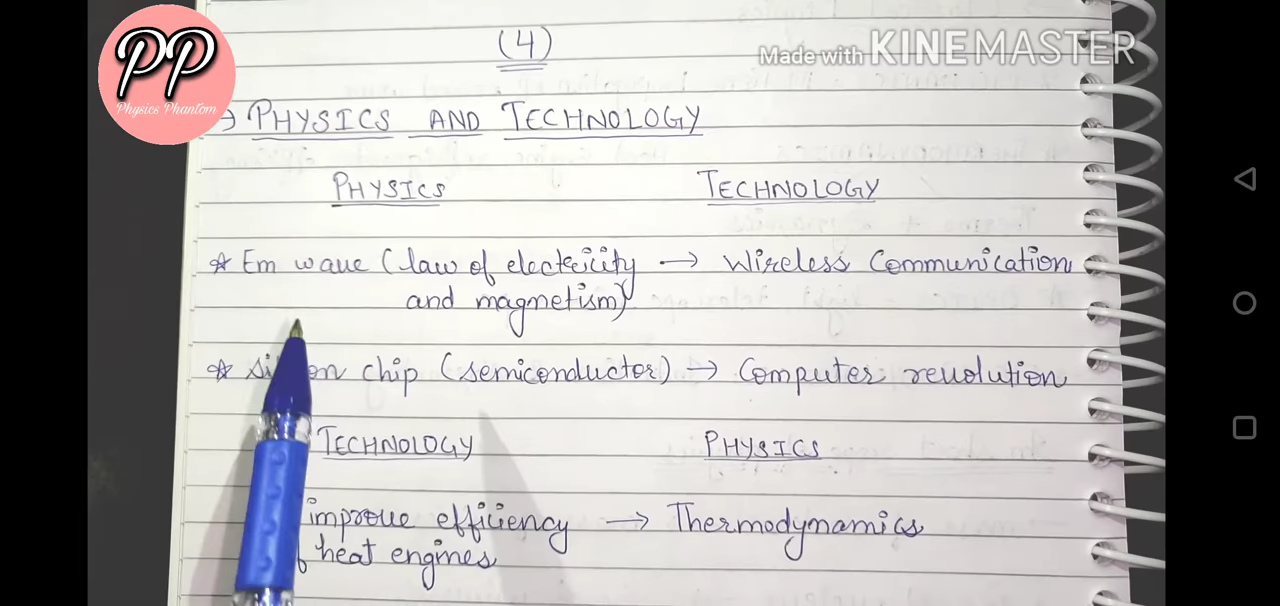 PP
Physics Phantom
Made with KINEMASTER
(4)
→ PHYSICS AND TECHNOLOGY
PHYSICS TECHNOLOGY
* Em wave (law of electricity → Wireless Communication
and magnetism)
* chip (semiconductor) → Computer revolution
TECHNOLOGY PHYSICS
improve efficiency → Thermodynamics
heat engines